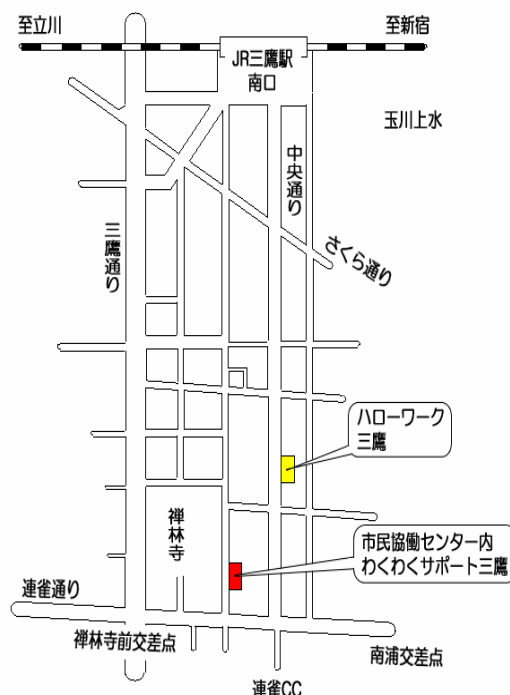 至立川
至新宿
JR三鷹駅
南口
玉川上水
中央通り
三鷹通り
さくら通り
ハローワーク
三鷹
禅林寺
市民協働センター内
わくわくサポート三鷹
連雀通り
禅林寺前交差点
南浦交差点
連雀CC